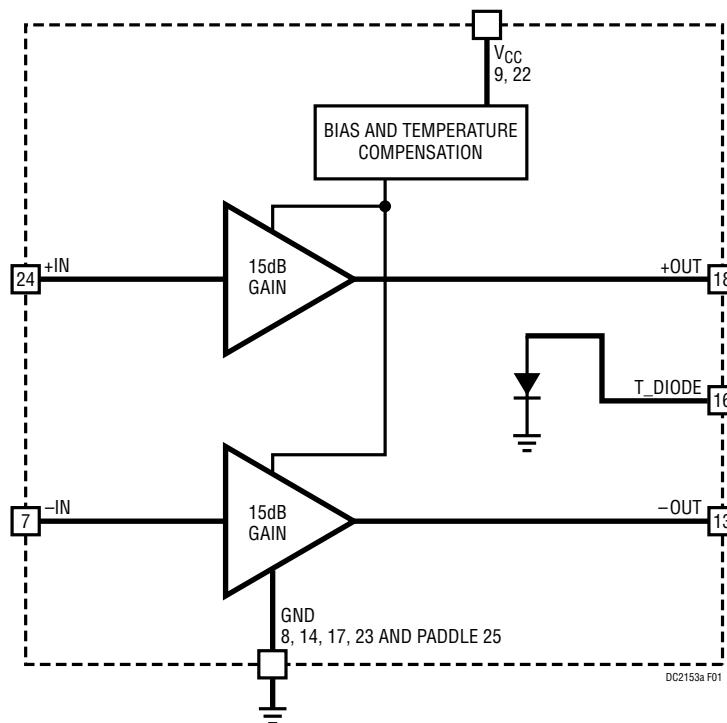 VCC
9, 22
BIAS AND TEMPERATURE
COMPENSATION
24
+IN
15dB
GAIN
+OUT
18
T_DIODE
16
7
–IN
15dB
GAIN
–OUT
13
GND
8, 14, 17, 23 AND PADDLE 25
DC2153a F01